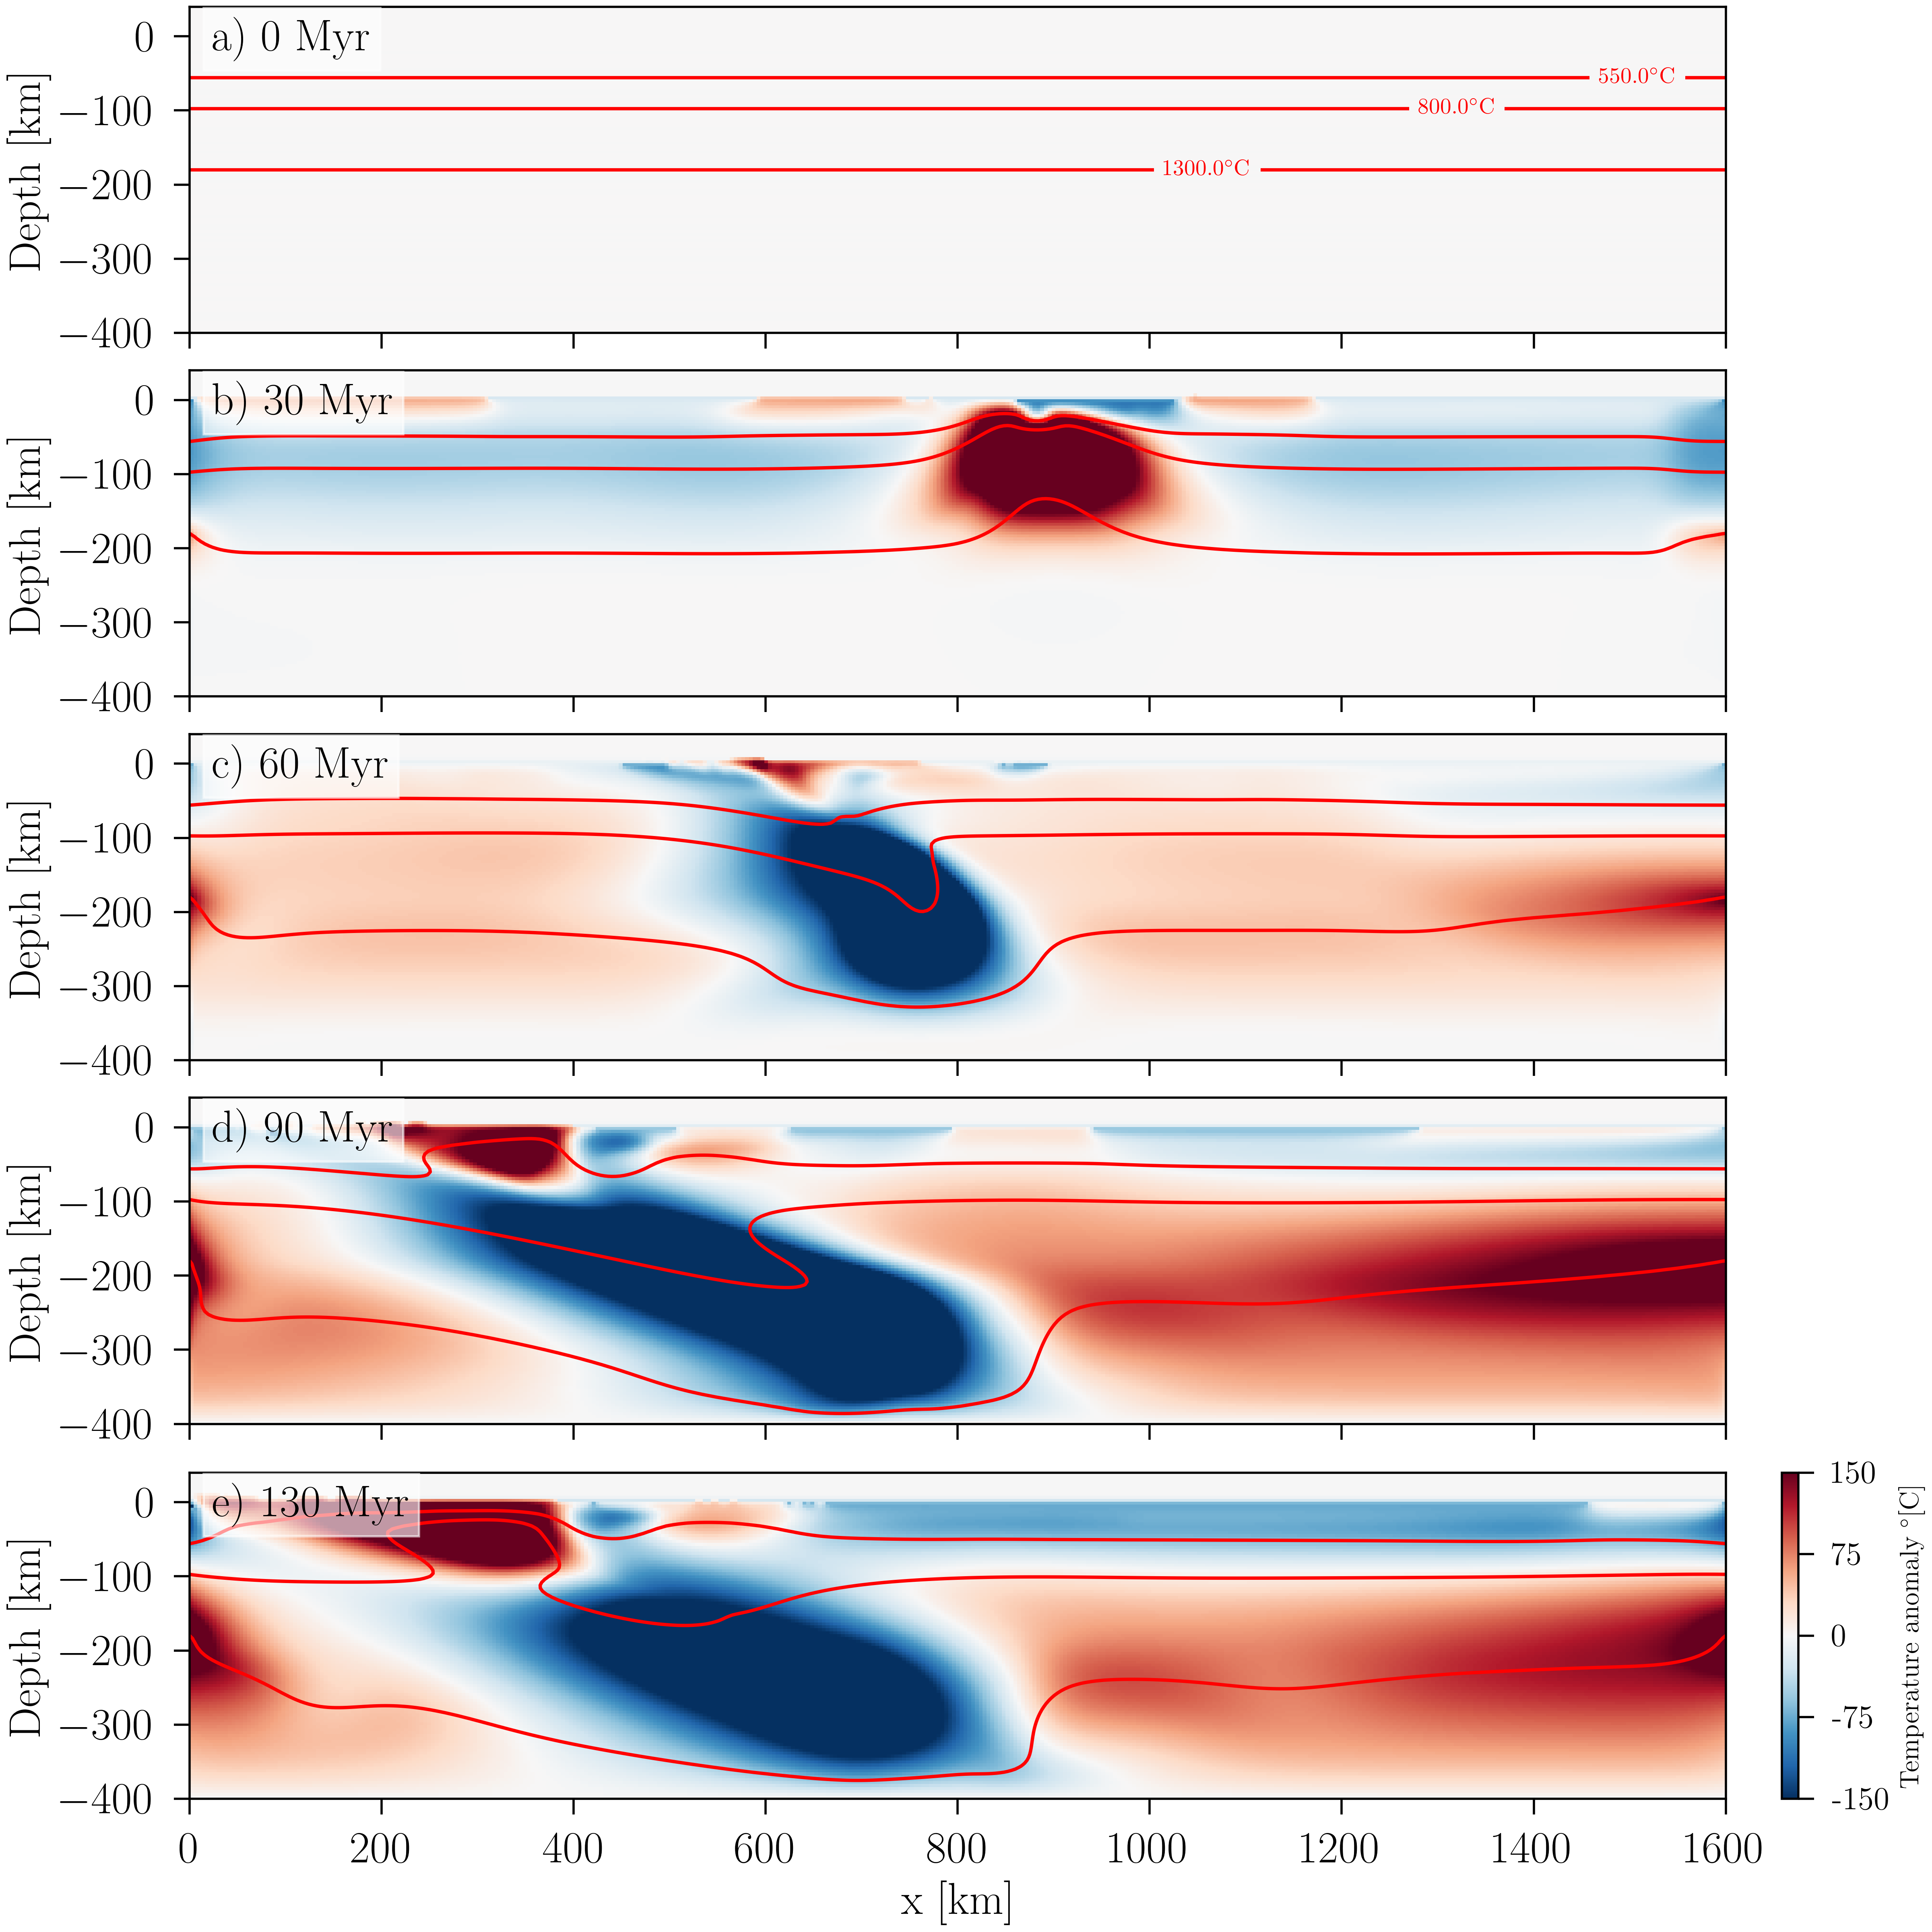 a) 0 Myr
0
−100
−200
−300
−400
Depth [km]
550.0°C
800.0°C
1300.0°C
b) 30 Myr
0
−100
−200
−300
−400
Depth [km]
c) 60 Myr
0
−100
−200
−300
−400
Depth [km]
d) 90 Myr
0
−100
−200
−300
−400
Depth [km]
e) 130 Myr
0
−100
−200
−300
−400
Depth [km]
150
75
0
-75
-150
Temperature anomaly °[C]
0 200 400 600 800 1000 1200 1400 1600
x [km]